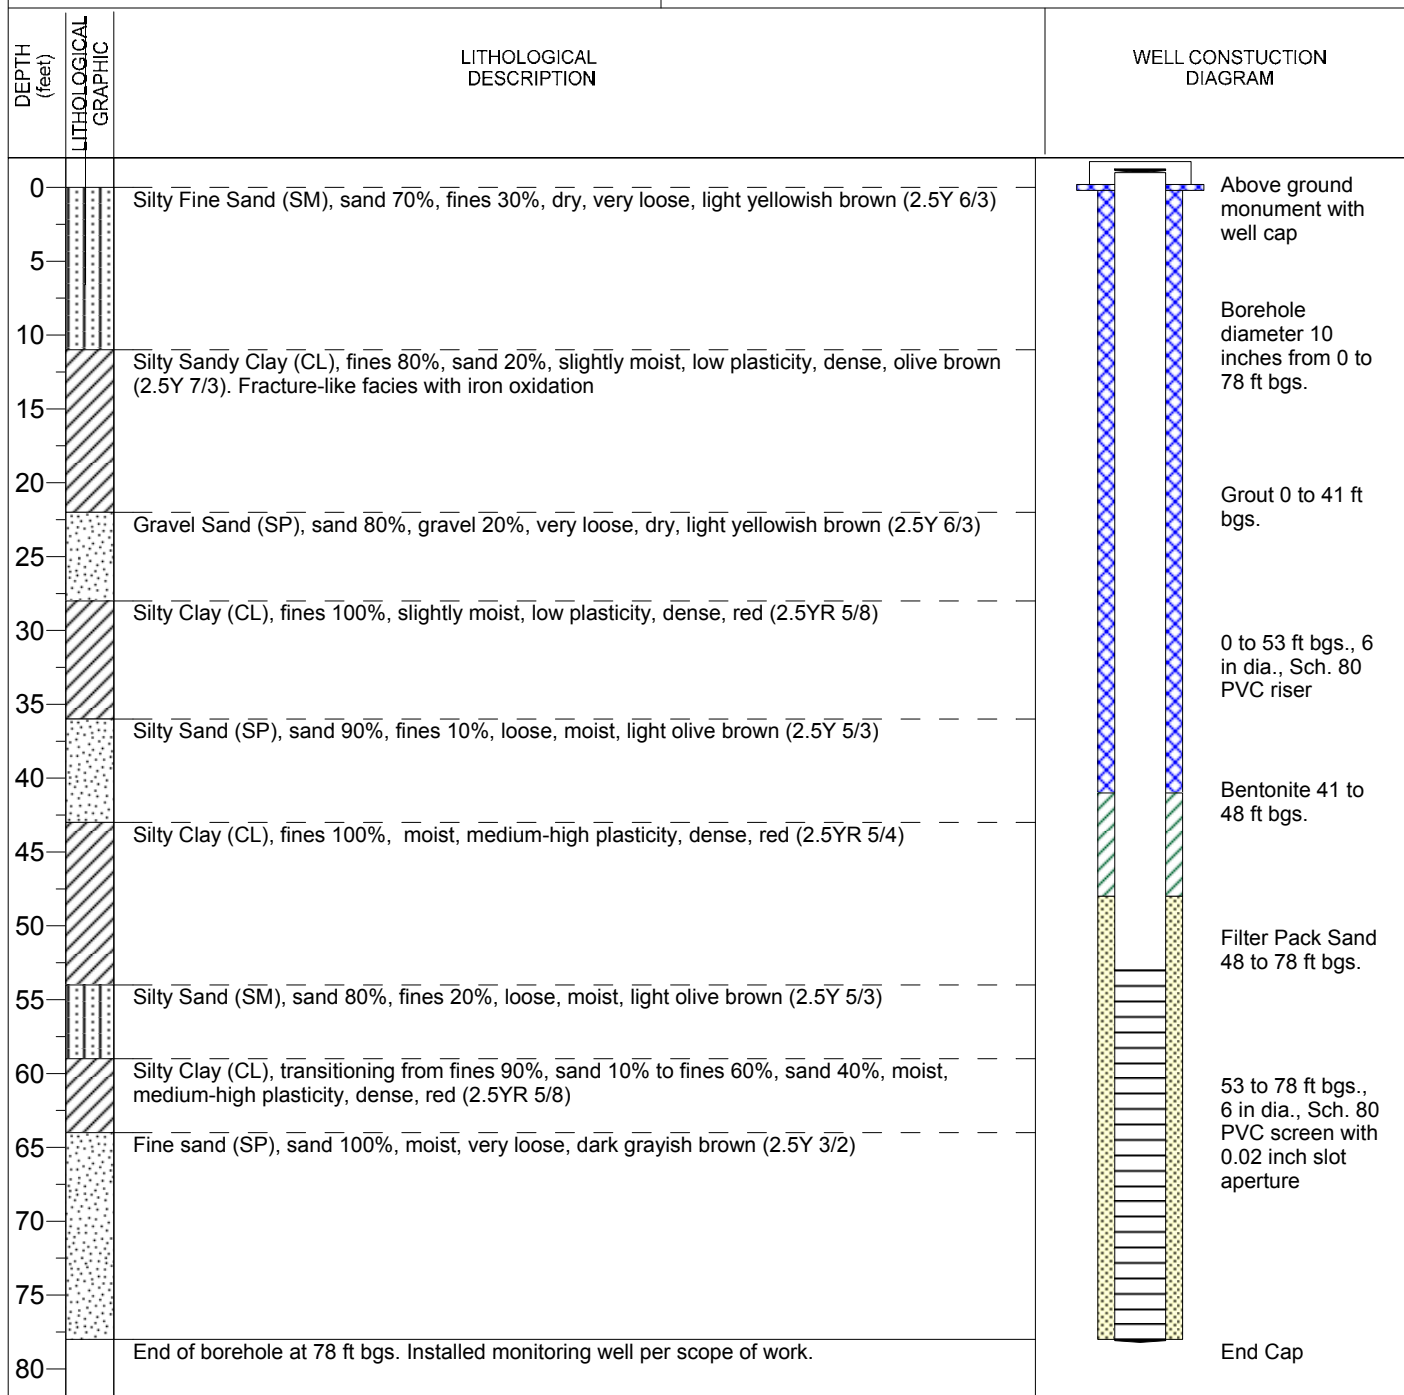 DEPTH
(feet)
LITHOLOGICAL
GRAPHIC
LITHOLOGICAL
DESCRIPTION
WELL CONSTUCTION
DIAGRAM
0
5
10
15
20
25
30
35
40
45
50
55
60
65
70
75
80
Silty Fine Sand (SM), sand 70%, fines 30%, dry, very loose, light yellowish brown (2.5Y 6/3)
Silty Sandy Clay (CL), fines 80%, sand 20%, slightly moist, low plasticity, dense, olive brown
(2.5Y 7/3). Fracture-like facies with iron oxidation
Gravel Sand (SP), sand 80%, gravel 20%, very loose, dry, light yellowish brown (2.5Y 6/3)
Silty Clay (CL), fines 100%, slightly moist, low plasticity, dense, red (2.5YR 5/8)
Silty Sand (SP), sand 90%, fines 10%, loose, moist, light olive brown (2.5Y 5/3)
Silty Clay (CL), fines 100%, moist, medium-high plasticity, dense, red (2.5YR 5/4)
Silty Sand (SM), sand 80%, fines 20%, loose, moist, light olive brown (2.5Y 5/3)
Silty Clay (CL), transitioning from fines 90%, sand 10% to fines 60%, sand 40%, moist,
medium-high plasticity, dense, red (2.5YR 5/8)
Fine sand (SP), sand 100%, moist, very loose, dark grayish brown (2.5Y 3/2)
End of borehole at 78 ft bgs. Installed monitoring well per scope of work.
Above ground
monument with
well cap
Borehole
diameter 10
inches from 0 to
78 ft bgs.
Grout 0 to 41 ft
bgs.
0 to 53 ft bgs., 6
in dia., Sch. 80
PVC riser
Bentonite 41 to
48 ft bgs.
Filter Pack Sand
48 to 78 ft bgs.
53 to 78 ft bgs.,
6 in dia., Sch. 80
PVC screen with
0.02 inch slot
aperture
End Cap